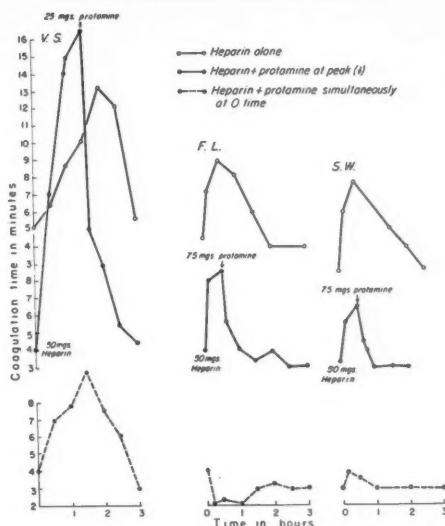 25 mgs. protamine
V. S.
Heparin alone
Heparin + protamine at peak (↓)
Heparin + protamine simultaneously
at O time
16
15
14
13
12
11
10
9
8
7
6
5
4
3
Coagulation time in minutes
50 mgs.
Heparin
F. L.
S. W.
75 mgs. protamine
75 mgs. protamine
50 mgs.
Heparin
50 mgs.
Heparin
8
7
6
5
4
3
2
0 1 2 3
0 1 2 3
0 1 2 3
Time in hours